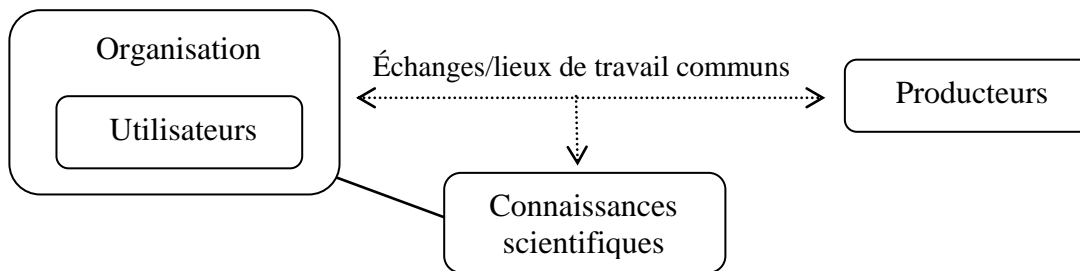 Organisation
Échanges/lieux de travail communs
Producteurs
Utilisateurs
Connaissances
scientifiques